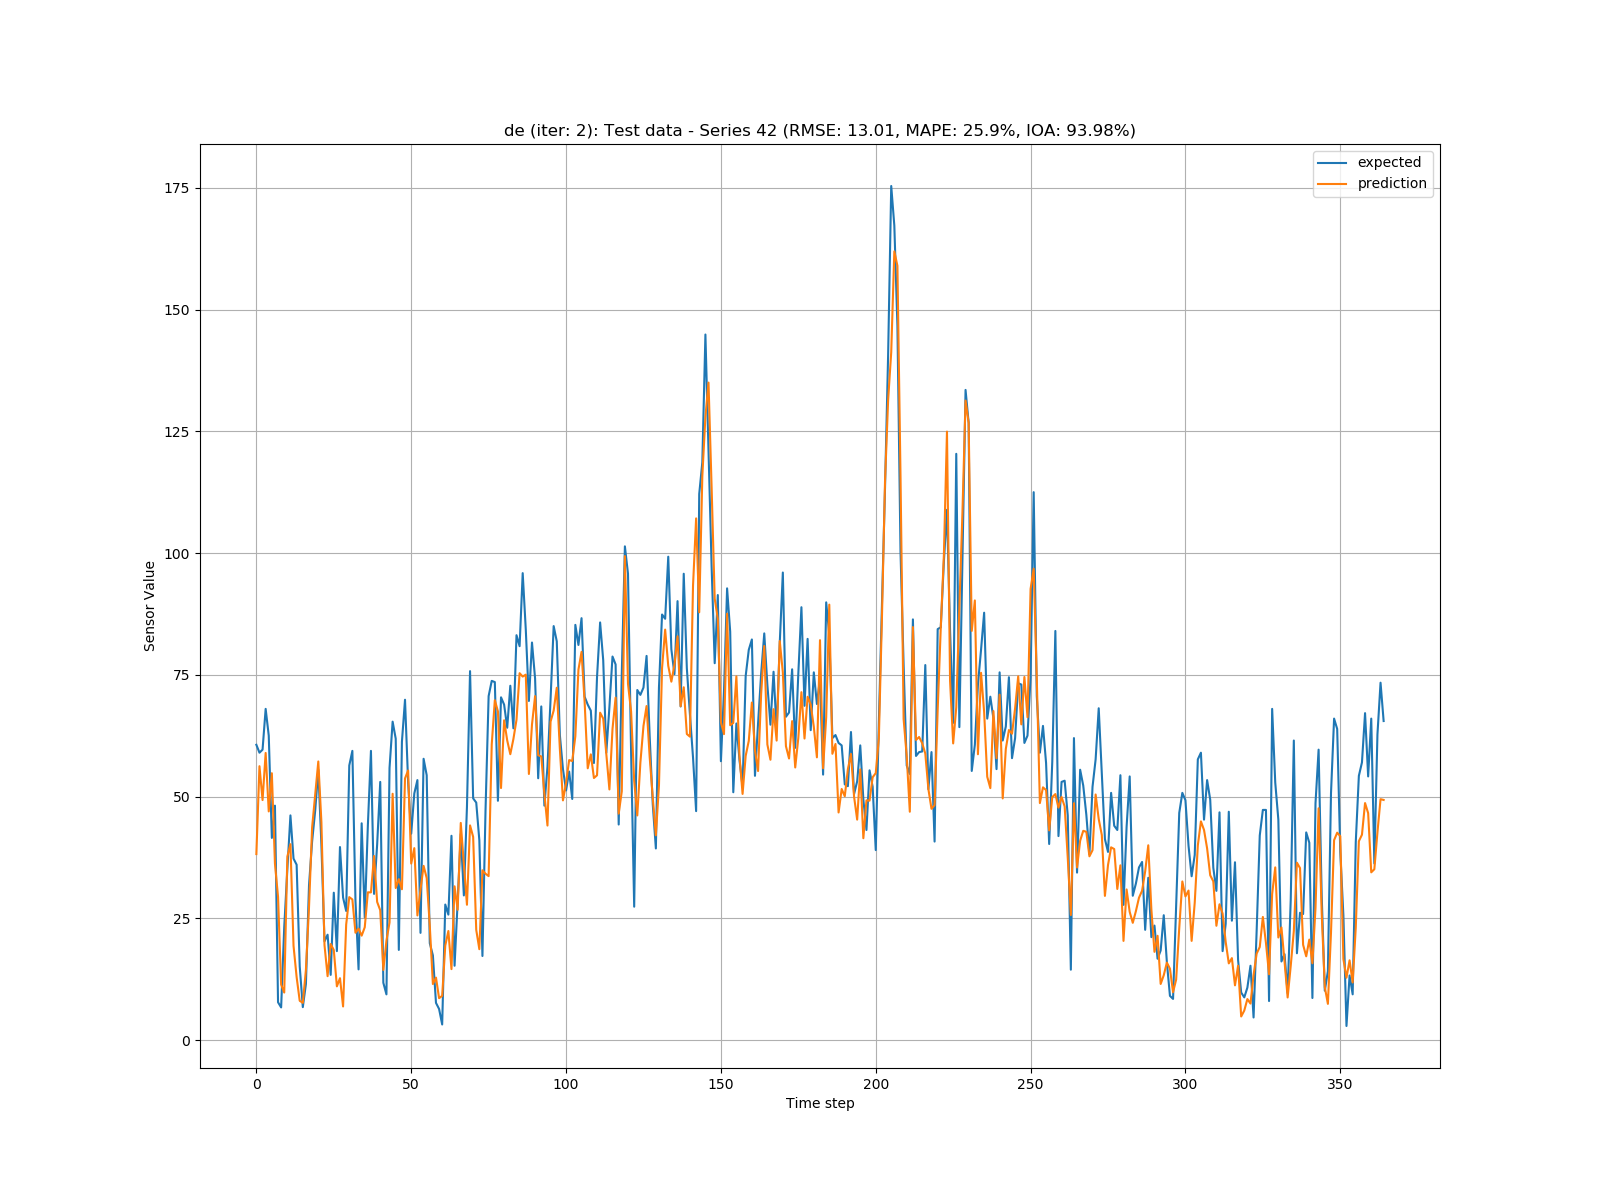 de (iter: 2): Test data - Series 42 (RMSE: 13.01, MAPE: 25.9%, IOA: 93.98%)
expected
prediction
175
150
125
100
75
50
25
0
Sensor Value
0 50 100 150 200 250 300 350
Time step